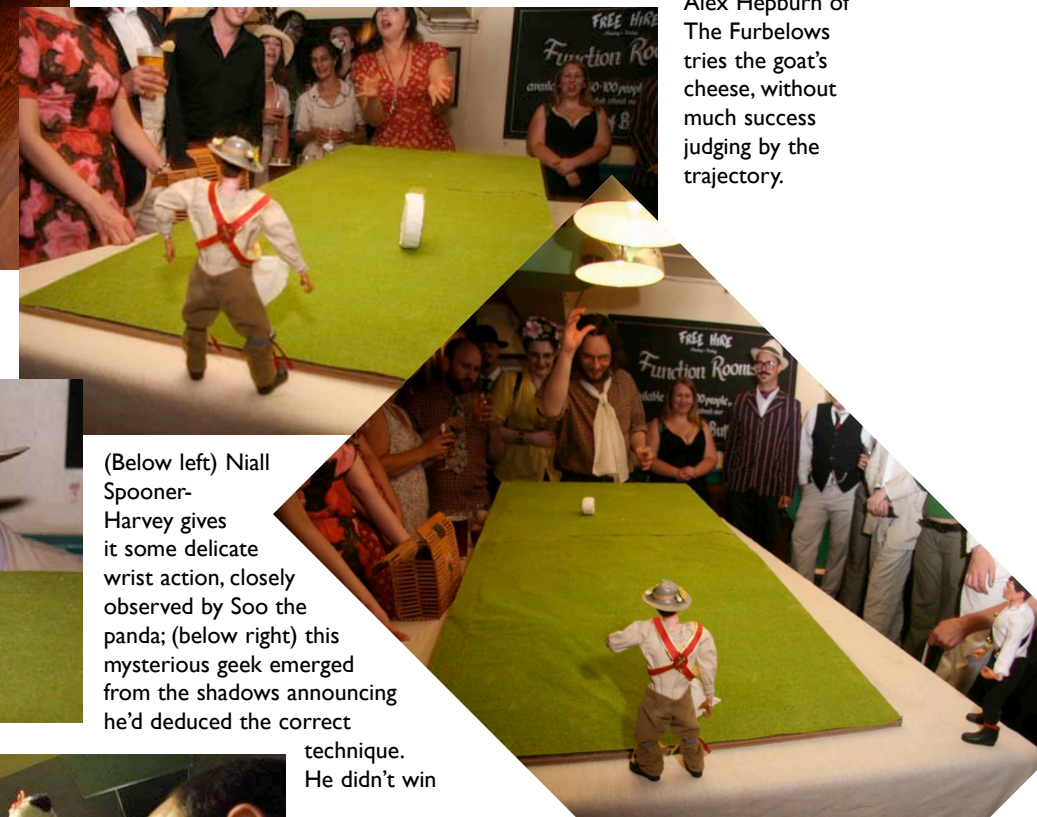 Alex Hepburn of
The Furbelows
tries the goat's
cheese, without
much success
judging by the
trajectory.
FREE HIRE
Function Roo
FREE HIRE
Function Rooms
(Below left) Niall
Spooner-
Harvey gives
it some delicate
wrist action, closely
observed by Soo the
panda; (below right) this
mysterious geek emerged
from the shadows announcing
he'd deduced the correct
technique.
He didn't win